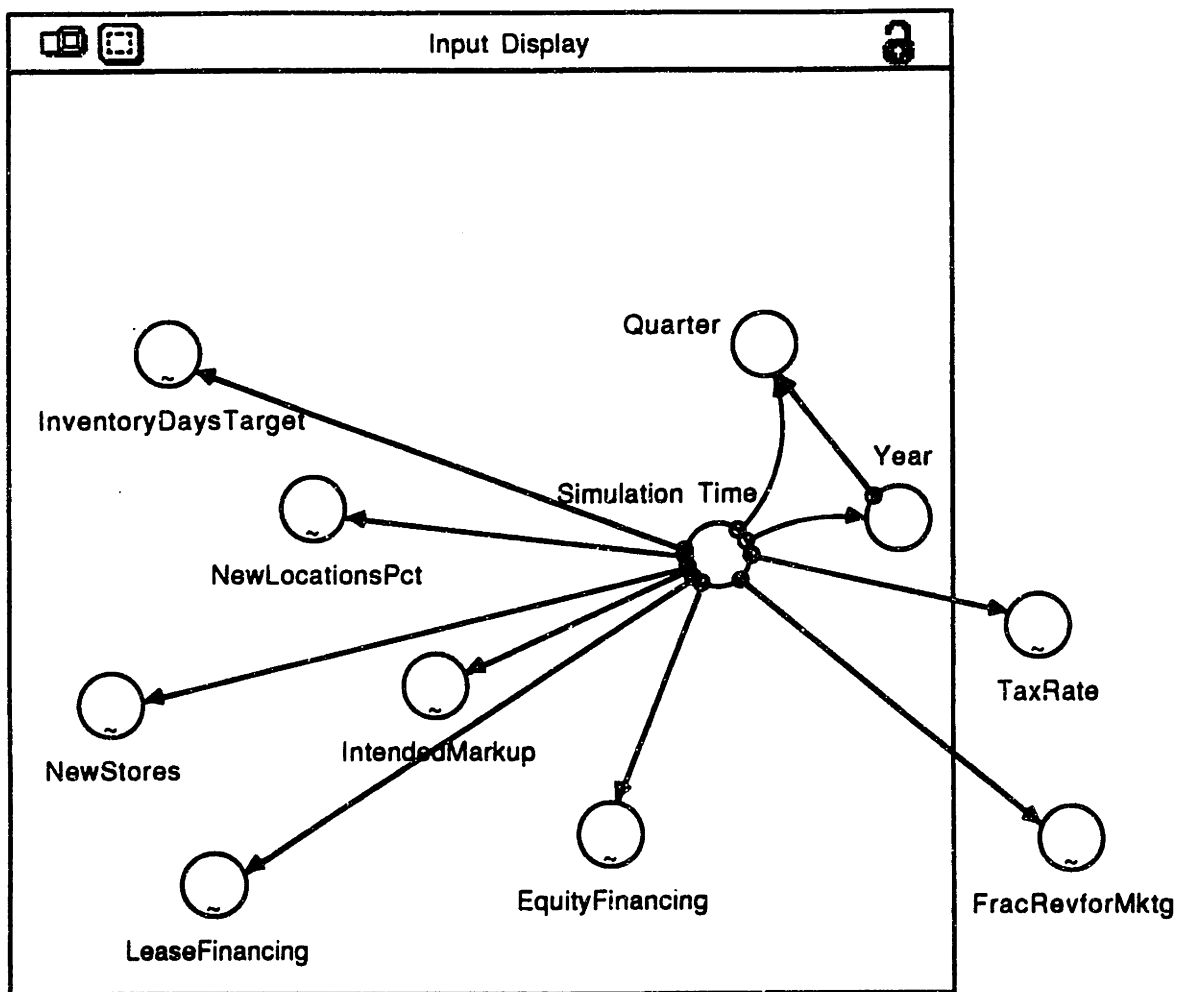 Input Display
Quarter
InventoryDaysTarget
Year
Simulation Time
NewLocationsPct
TaxRate
IntendedMarkup
NewStores
EquityFinancing
FracRevforMktg
LeaseFinancing